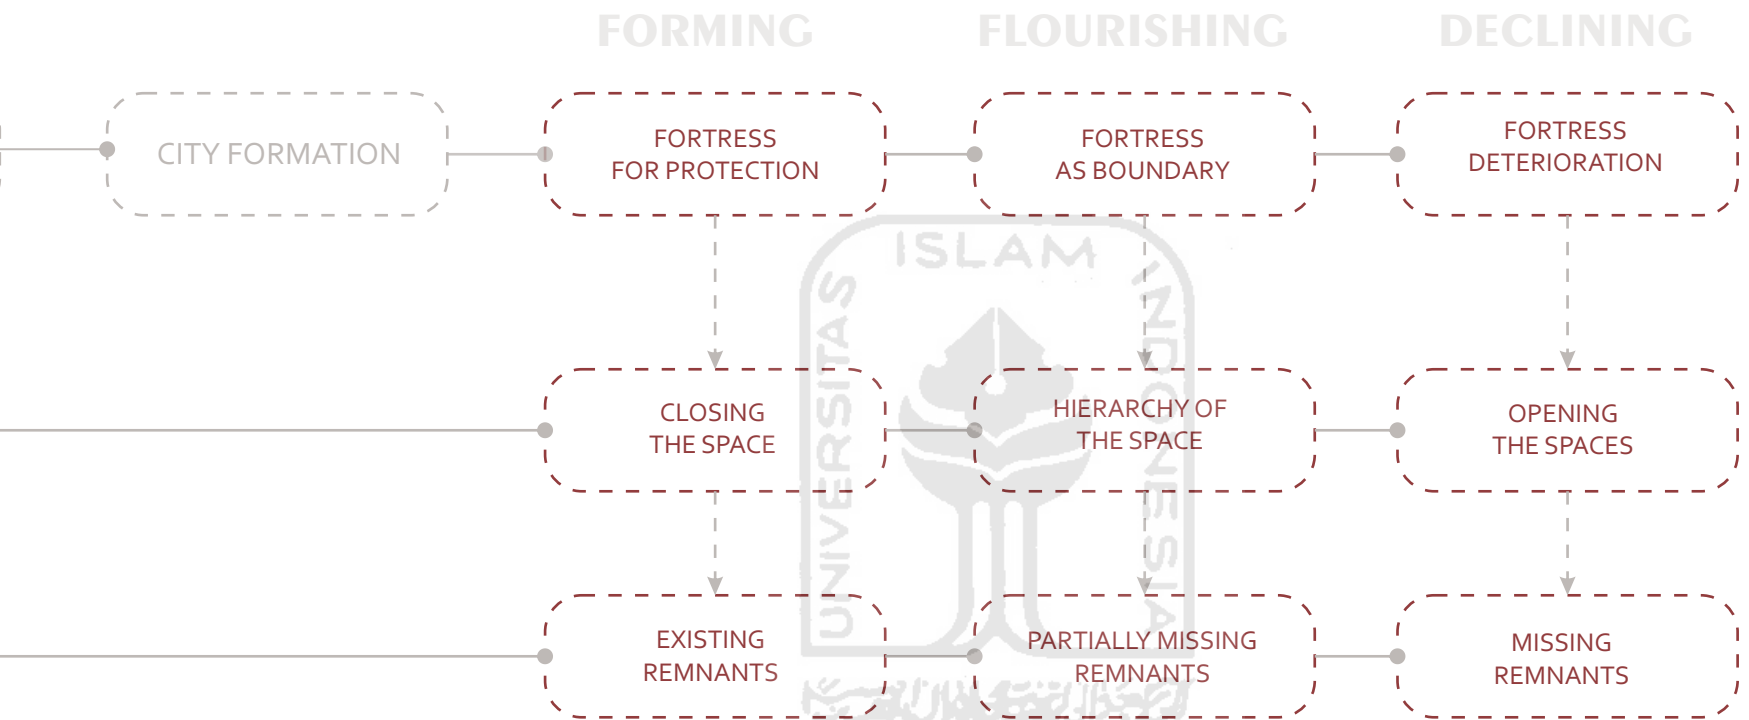 FORMING
FLOURISHING
DECLINING
CITY FORMATION
FORTRESS
FOR PROTECTION
FORTRESS
AS BOUNDARY
FORTRESS
DETERIORATION
CLOSING
THE SPACE
HIERARCHY OF
THE SPACE
OPENING
THE SPACES
EXISTING
REMNANTS
PARTIALLY MISSING
REMNANTS
MISSING
REMNANTS
UNIVERSITAS
ISLAM
INDONESIA